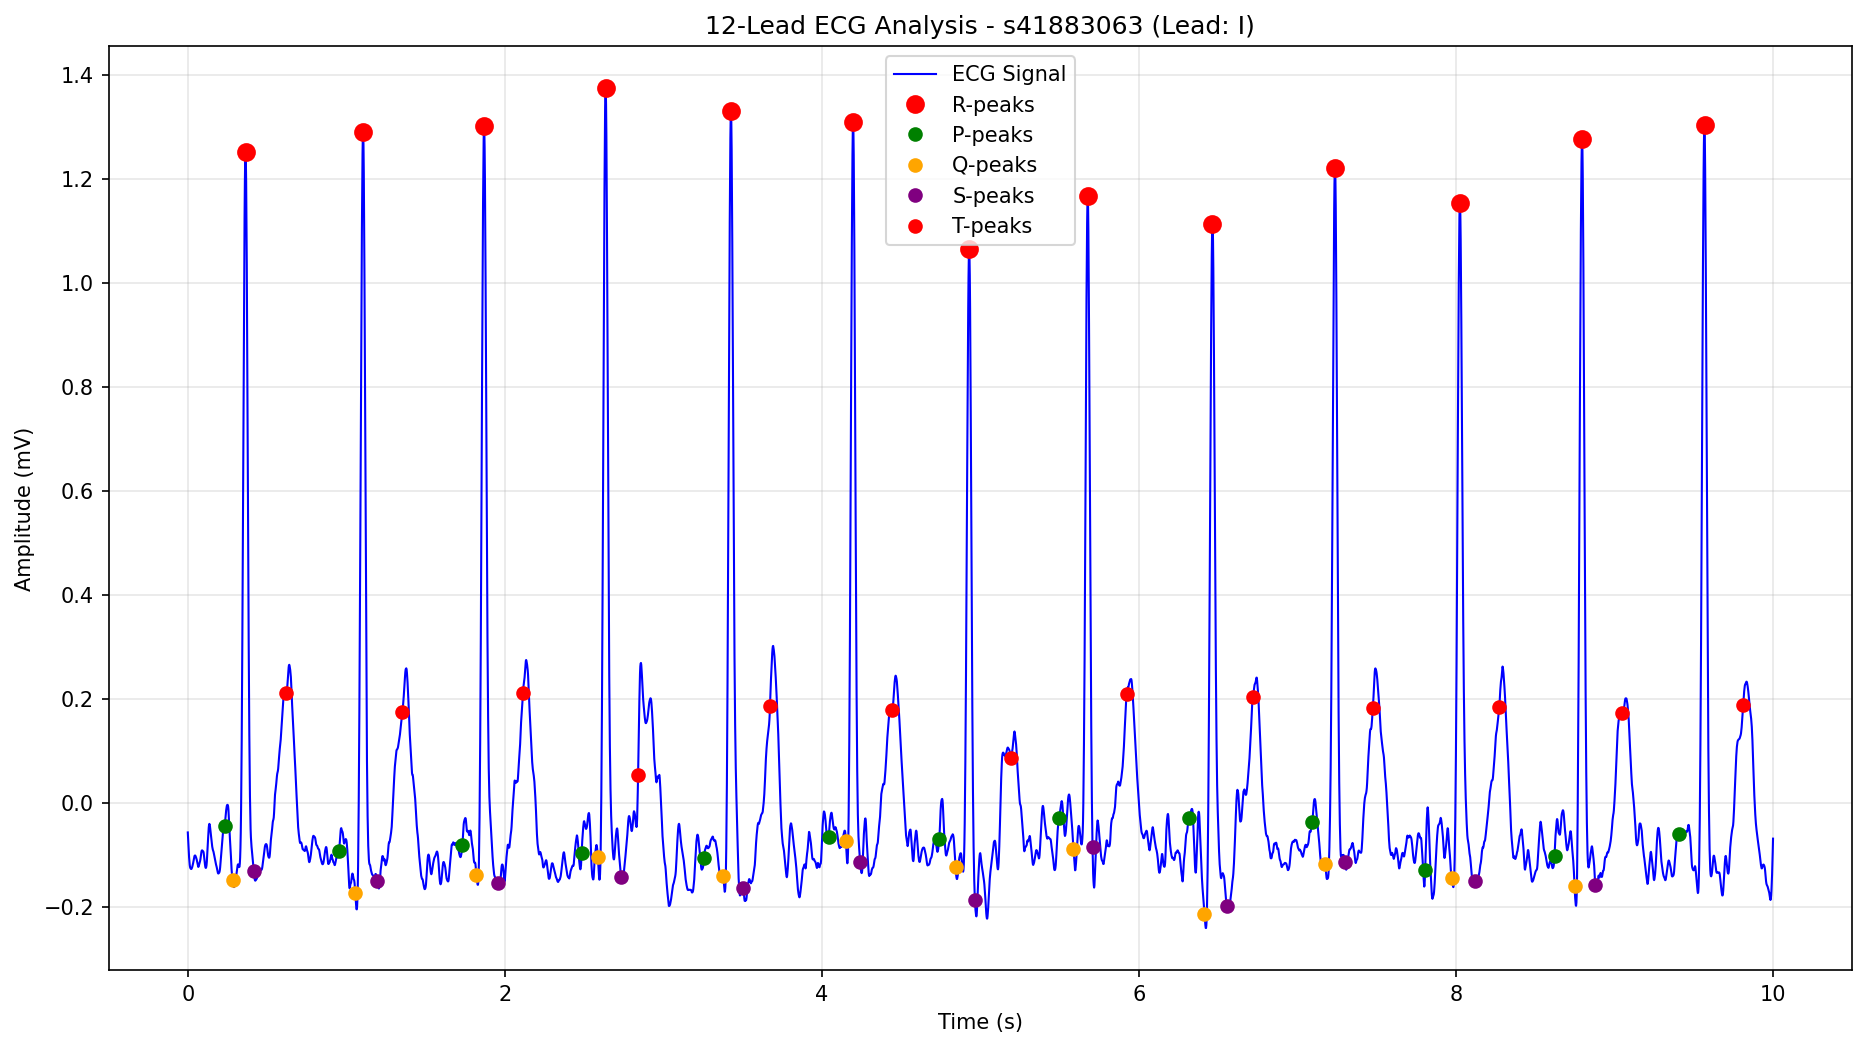 12-Lead ECG Analysis - s41883063 (Lead: I)
ECG Signal
R-peaks
P-peaks
Q-peaks
S-peaks
T-peaks
Amplitude (mV)
1.4
1.2
1.0
0.8
0.6
0.4
0.2
0.0
−0.2
0
2
4
6
8
10
Time (s)